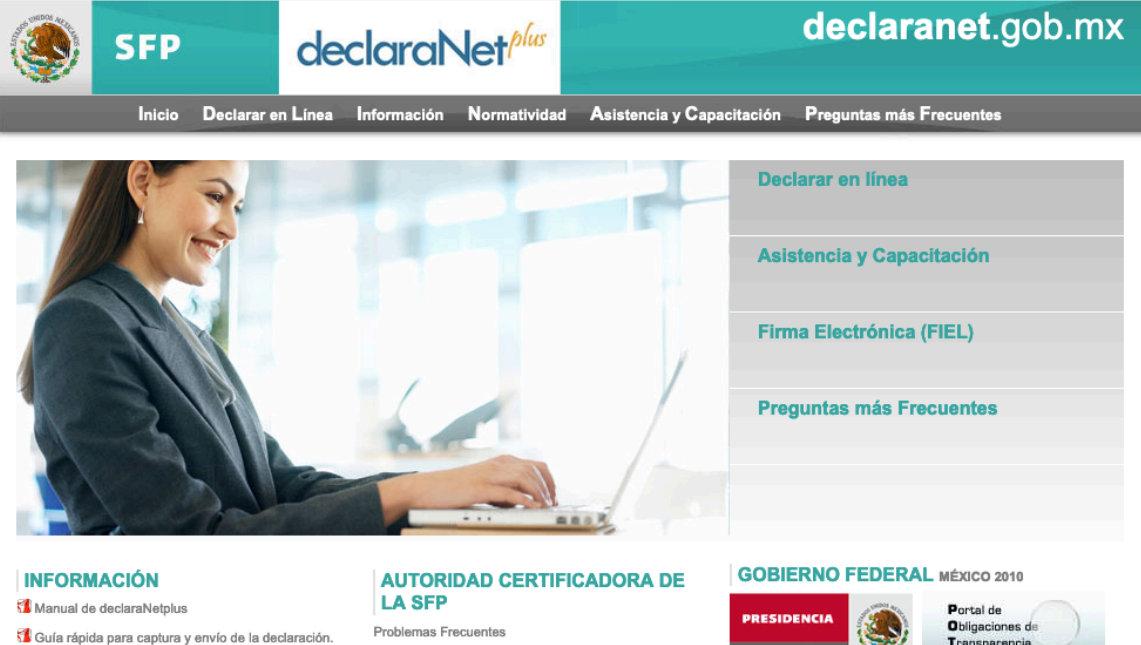 ESTADOS UNIDOS MEXICANOS
SFP
declaraNetplus
declaranet.gob.mx
Inicio Declarar en Línea Información Normatividad Asistencia y Capacitación Preguntas más Frecuentes
Declarar en línea
Asistencia y Capacitación
Firma Electrónica (FIEL)
Preguntas más Frecuentes
INFORMACIÓN
Manual de declaraNetplus
Guía rápida para captura y envío de la declaración.
AUTORIDAD CERTIFICADORA DE
LA SFP
Problemas Frecuentes
GOBIERNO FEDERAL MÉXICO 2010
PRESIDENCIA
Portal de
Obligaciones de
Transparencia